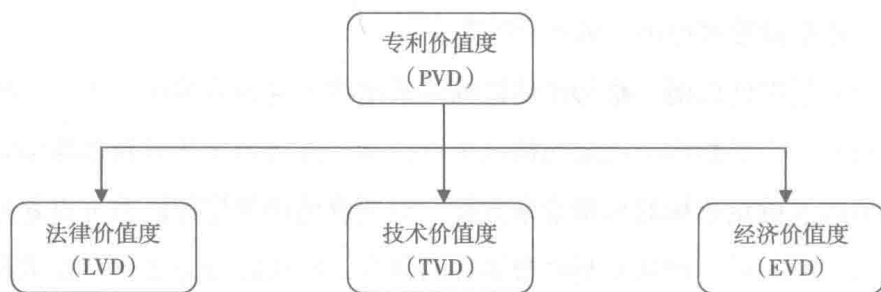 专利价值度
（PVD）
法律价值度
（LVD）
技术价值度
（TVD）
经济价值度
（EVD）